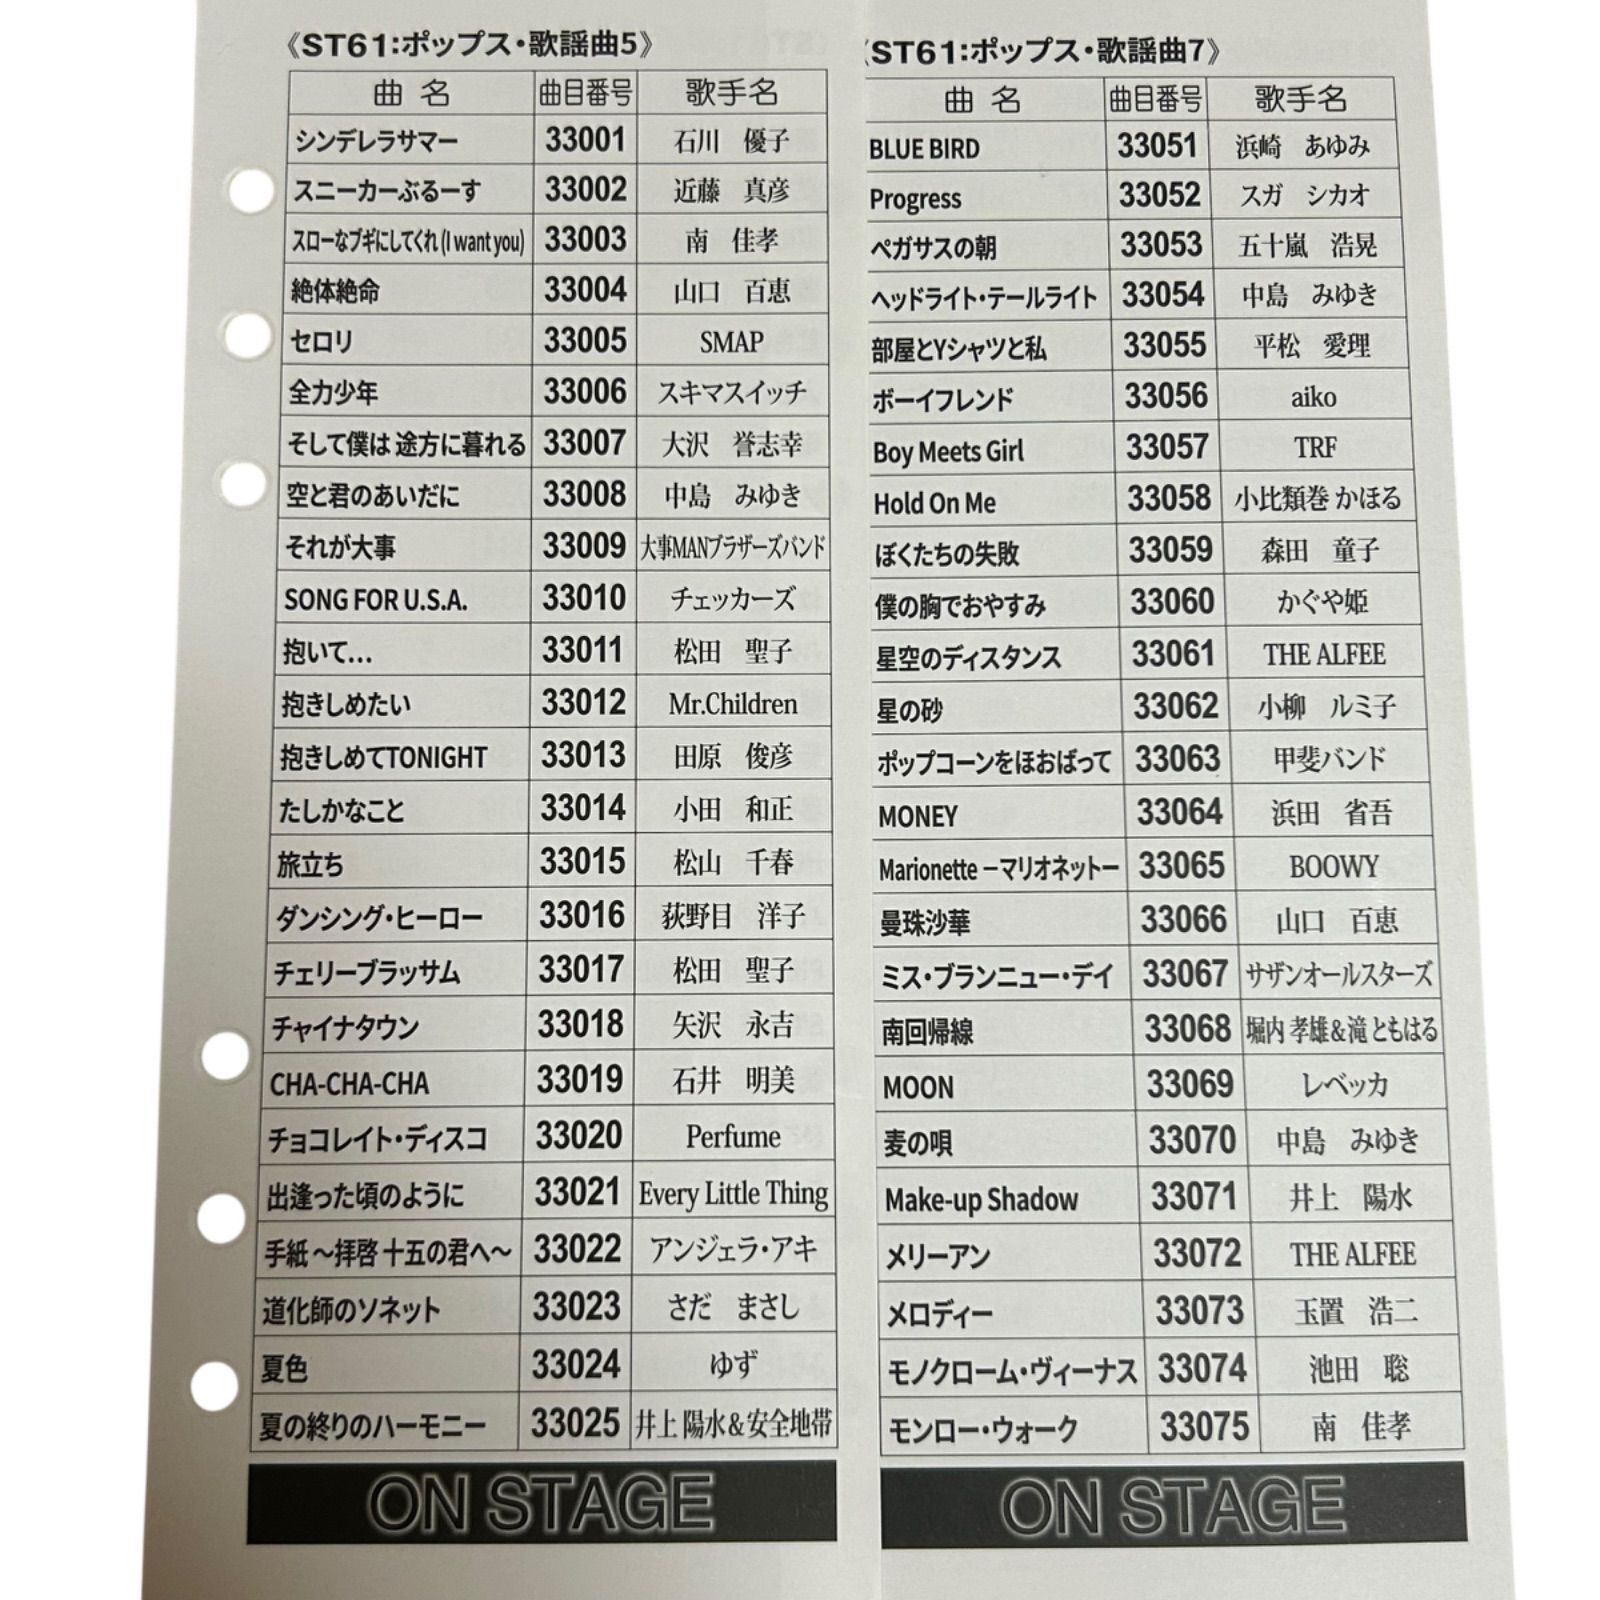 《ST61:ポップス・歌謡曲5》
曲 名 曲目番号 歌手名
シンデレラサマー 33001 石川 優子
スニーカーぶるーす 33002 近藤 真彦
スローなブギにしてくれ (I want you) 33003 南 佳孝
絶体絶命 33004 山口 百恵
セロリ 33005 SMAP
全力少年 33006 スキマスイッチ
そして僕は 途方に暮れる 33007 大沢 誉志幸
空と君のあいだに 33008 中島 みゆき
それが大事 33009 大事MANブラザーズバンド
SONG FOR U.S.A. 33010 チェッカーズ
抱いて… 33011 松田 聖子
抱きしめたい 33012 Mr.Children
抱きしめてTONIGHT 33013 田原 俊彦
たしかなこと 33014 小田 和正
旅立ち 33015 松山 千春
ダンシング・ヒーロー 33016 荻野目 洋子
チェリーブラッサム 33017 松田 聖子
チャイナタウン 33018 矢沢 永吉
CHA-CHA-CHA 33019 石井 明美
チョコレイト・ディスコ 33020 Perfume
出逢った頃のように 33021 Every Little Thing
手紙 ～拝啓 十五の君へ～ 33022 アンジェラ・アキ
道化師のソネット 33023 さだ まさし
夏色 33024 ゆず
夏の終りのハーモニー 33025 井上 陽水＆安全地帯
ON STAGE
《ST61:ポップス・歌謡曲7》
曲 名 曲目番号 歌手名
BLUE BIRD 33051 浜崎 あゆみ
Progress 33052 スガ シカオ
ペガサスの朝 33053 五十嵐 浩晃
ヘッドライト・テールライト 33054 中島 みゆき
部屋とYシャツと私 33055 平松 愛理
ボーイフレンド 33056 aiko
Boy Meets Girl 33057 TRF
Hold On Me 33058 小比類巻 かほる
ぼくたちの失敗 33059 森田 童子
僕の胸でおやすみ 33060 かぐや姫
星空のディスタンス 33061 THE ALFEE
星の砂 33062 小柳 ルミ子
ポップコーンをほおばって 33063 甲斐バンド
MONEY 33064 浜田 省吾
Marionette －マリオネット－ 33065 BOOWY
曼珠沙華 33066 山口 百恵
ミス・ブランニュー・デイ 33067 サザンオールスターズ
南回帰線 33068 堀内 孝雄＆滝 ともはる
MOON 33069 レベッカ
麦の唄 33070 中島 みゆき
Make-up Shadow 33071 井上 陽水
メリーアン 33072 THE ALFEE
メロディー 33073 玉置 浩二
モノクローム・ヴィーナス 33074 池田 聡
モンロー・ウォーク 33075 南 佳孝
ON STAGE